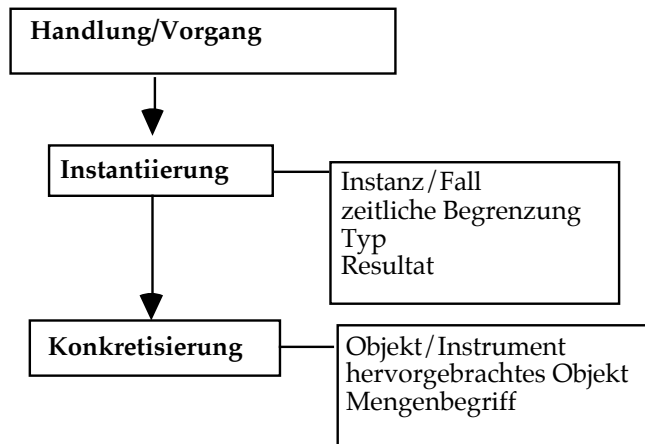 Handlung/Vorgang
Instantiierung
Instanz/Fall
zeitliche Begrenzung
Typ
Resultat
Konkretisierung
Objekt/Instrument
hervorgebrachtes Objekt
Mengenbegriff